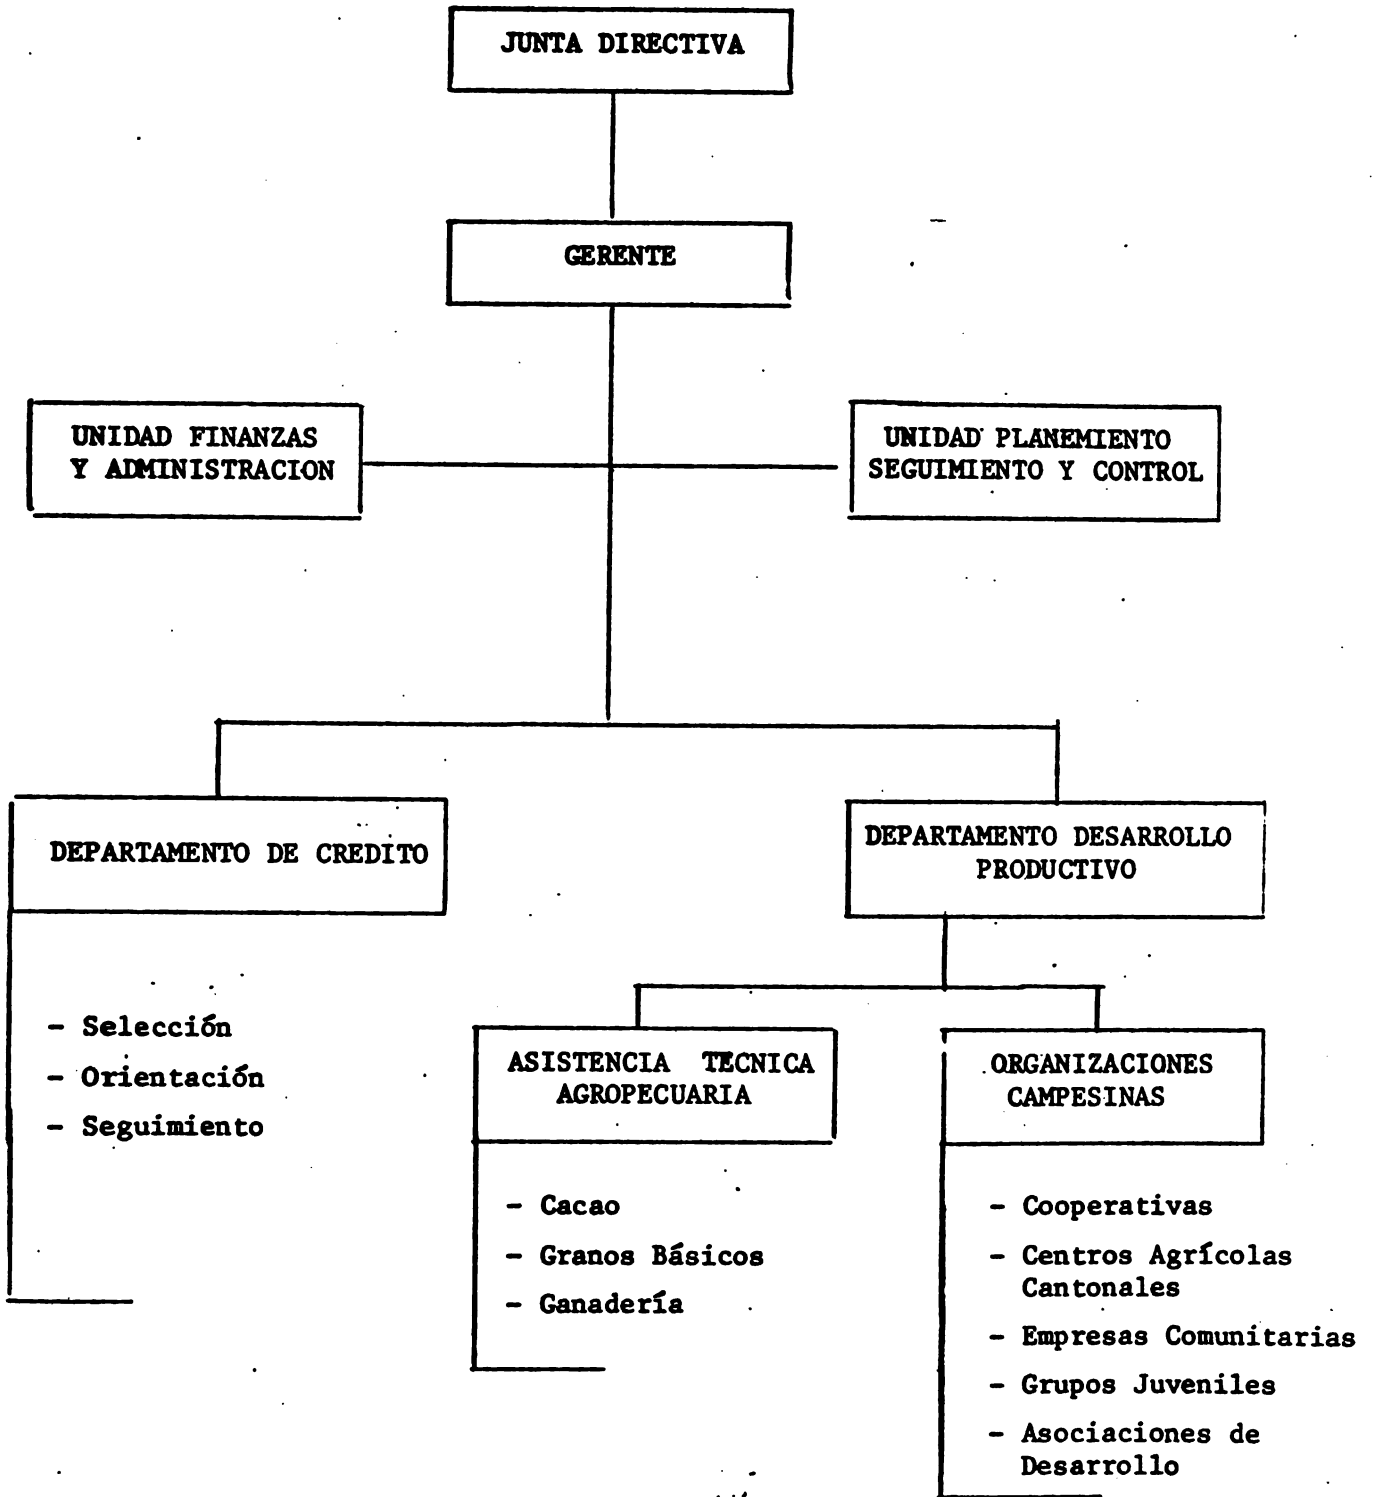 JUNTA DIRECTIVA
GERENTE
UNIDAD FINANZAS
Y ADMINISTRACION
UNIDAD PLANEMIENTO
SEGUIMIENTO Y CONTROL
DEPARTAMENTO DE CREDITO
- Selección
- Orientación
- Seguimiento
DEPARTAMENTO DESARROLLO
PRODUCTIVO
ASISTENCIA TECNICA
AGROPECUARIA
- Cacao
- Granos Básicos
- Ganadería
ORGANIZACIONES
CAMPESINAS
- Cooperativas
- Centros Agrícolas
Cantonales
- Empresas Comunitarias
- Grupos Juveniles
- Asociaciones de
Desarrollo